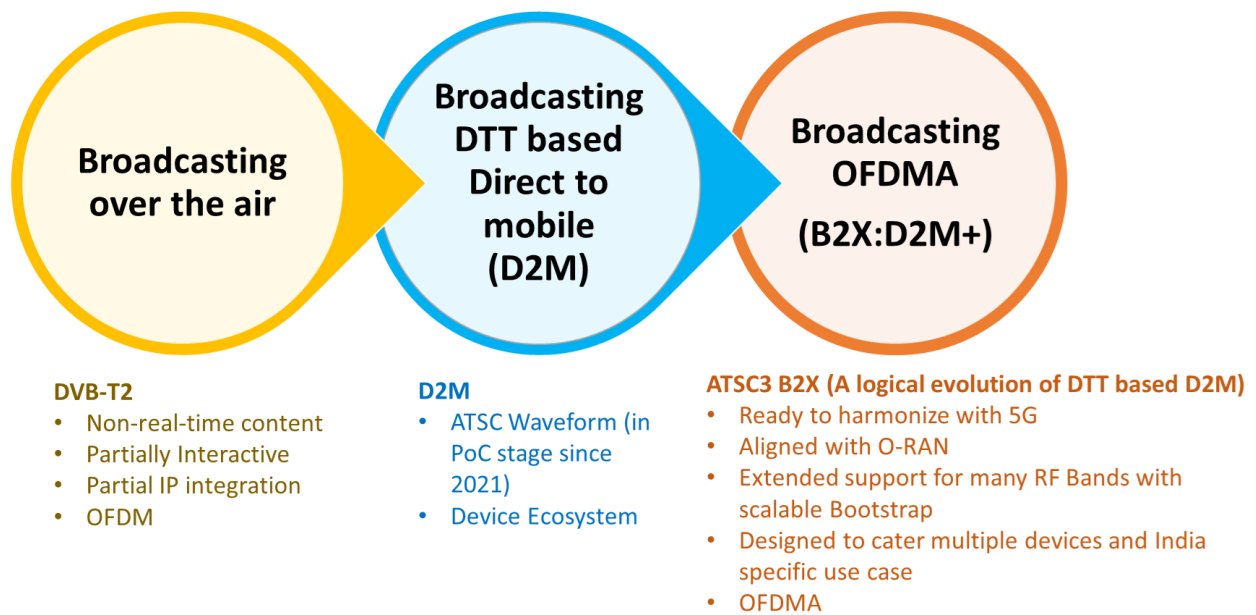 Broadcasting
over the air
Broadcasting
DTT based
Direct to
mobile
(D2M)
Broadcasting
OFDMA
(B2X:D2M+)
DVB-T2
• Non-real-time content
• Partially Interactive
• Partial IP integration
• OFDM
D2M
• ATSC Waveform (in
PoC stage since
2021)
• Device Ecosystem
ATSC3 B2X (A logical evolution of DTT based D2M)
• Ready to harmonize with 5G
• Aligned with O-RAN
• Extended support for many RF Bands with
scalable Bootstrap
• Designed to cater multiple devices and India
specific use case
• OFDMA